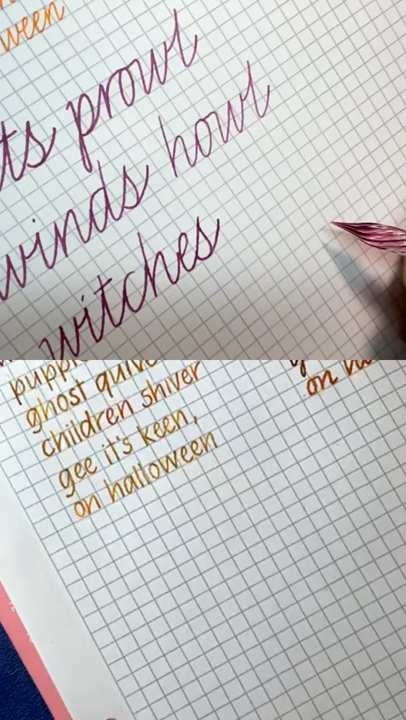 ween
ts prowl
winds howl
witches
ghost
children shiver
gee it's keen,
on halloween
on